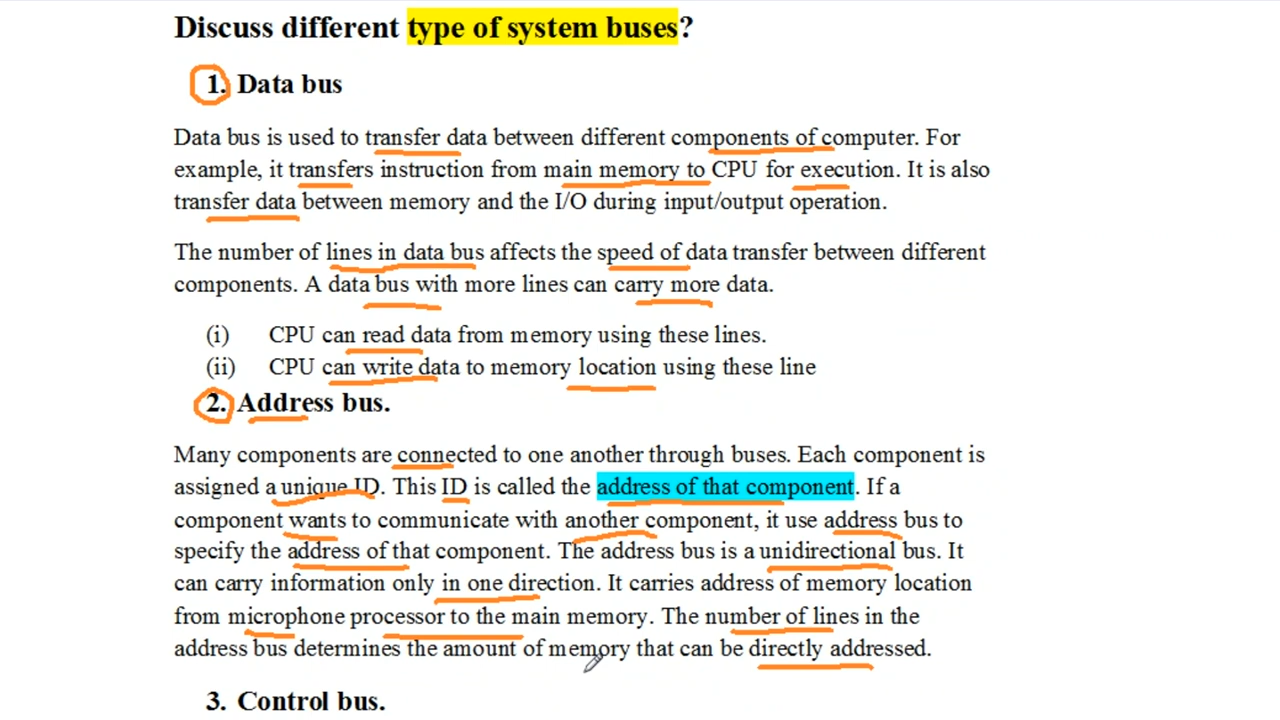 Discuss different type of system buses?
1. Data bus
Data bus is used to transfer data between different components of computer. For
example, it transfers instruction from main memory to CPU for execution. It is also
transfer data between memory and the I/O during input/output operation.
The number of lines in data bus affects the speed of data transfer between different
components. A data bus with more lines can carry more data.
(i) CPU can read data from memory using these lines.
(ii) CPU can write data to memory location using these line
2. Address bus.
Many components are connected to one another through buses. Each component is
assigned a unique ID. This ID is called the address of that component. If a
component wants to communicate with another component, it use address bus to
specify the address of that component. The address bus is a unidirectional bus. It
can carry information only in one direction. It carries address of memory location
from microphone processor to the main memory. The number of lines in the
address bus determines the amount of memory that can be directly addressed.
3. Control bus.